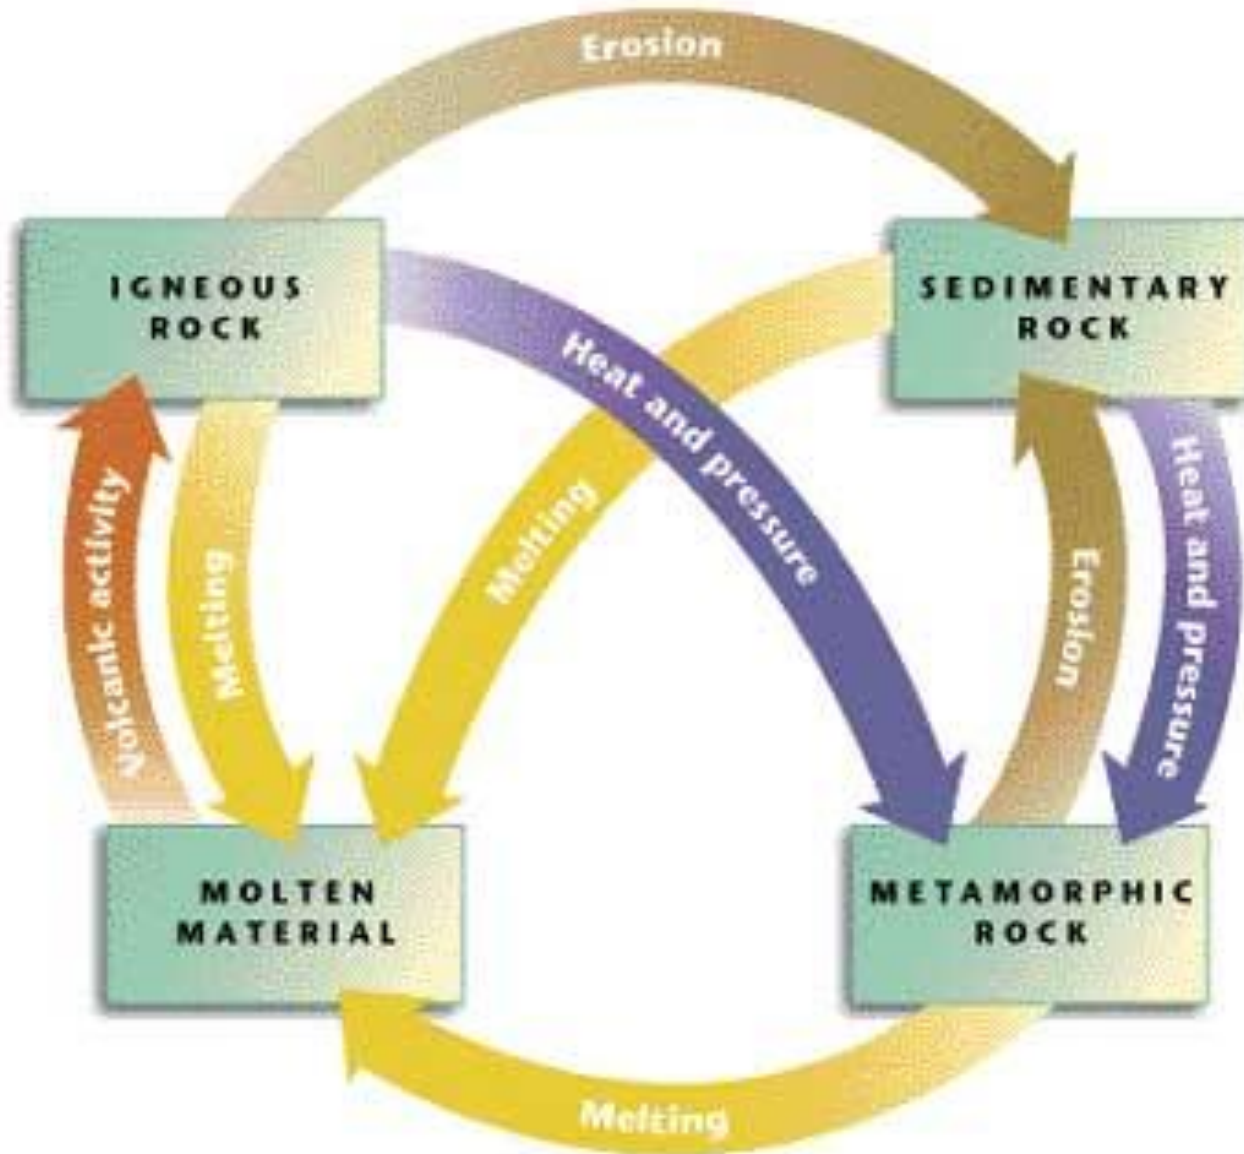 Erosion
IGNEOUS
ROCK
SEDIMENTARY
ROCK
Heat and pressure
Melting
Volcanic activity
Melting
Erosion
Heat and pressure
MOLTEN
MATERIAL
METAMORPHIC
ROCK
Melting